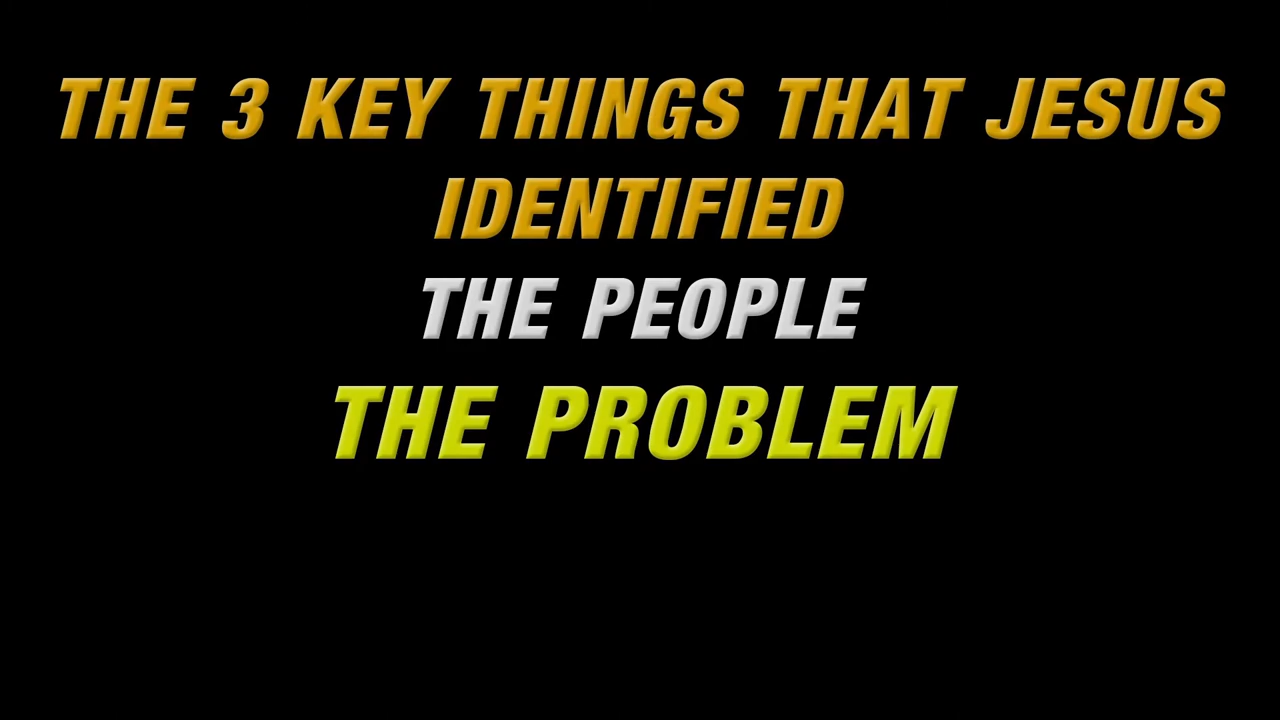 THE 3 KEY THINGS THAT JESUS
IDENTIFIED
THE PEOPLE
THE PROBLEM